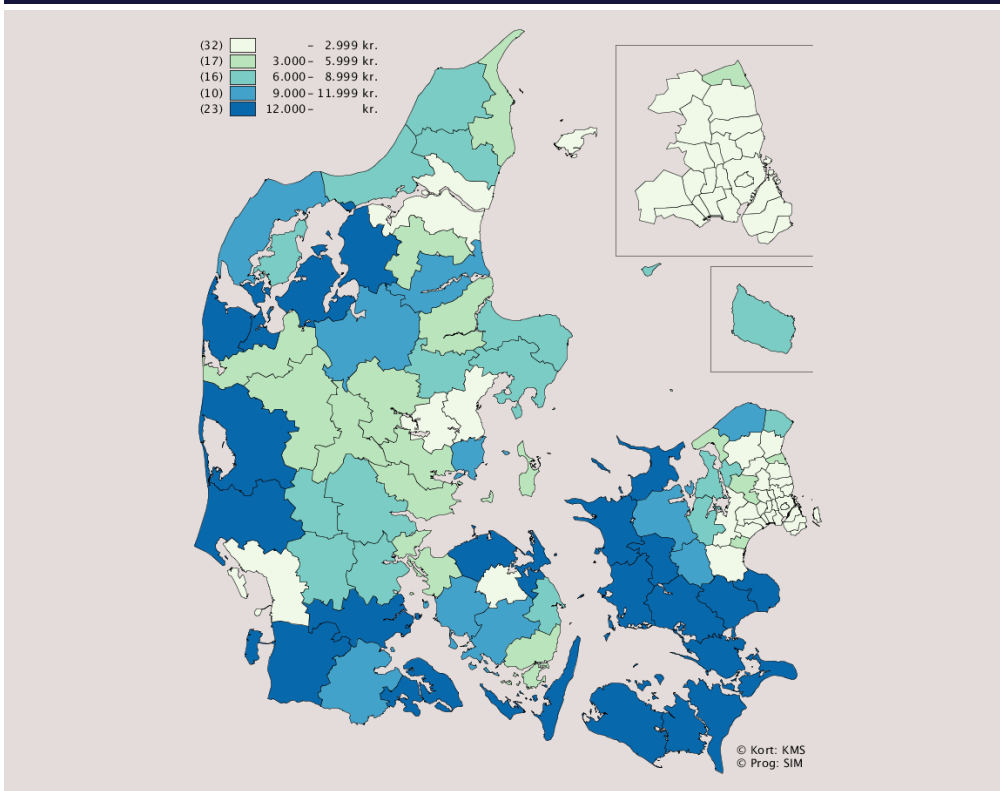 (32) – 2.999 kr.
(17) 3.000– 5.999 kr.
(16) 6.000– 8.999 kr.
(10) 9.000–11.999 kr.
(23) 12.000– kr.
© Kort: KMS
© Prog: SIM